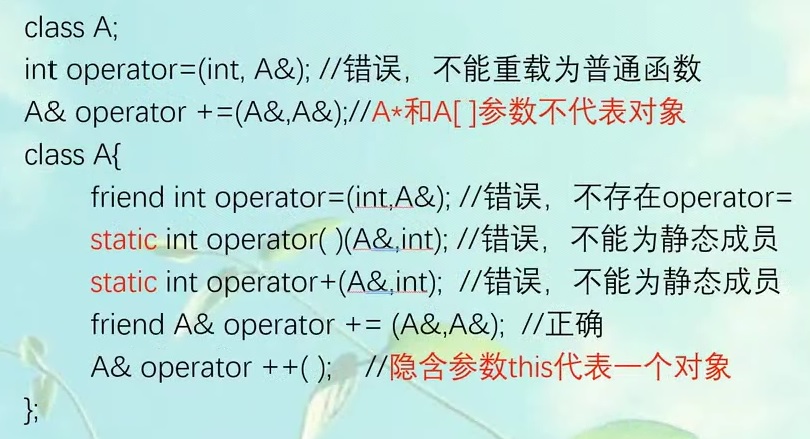 class A;
int operator=(int, A&); //错误，不能重载为普通函数
A& operator +=(A&,A&);//A*和A[ ]参数不代表对象
class A{
friend int operator=(int,A&); //错误，不存在operator=
static int operator( )(A&,int); //错误，不能为静态成员
static int operator+(A&,int);  //错误，不能为静态成员
friend A& operator += (A&,A&);  //正确
A& operator ++( );    //隐含参数this代表一个对象
};